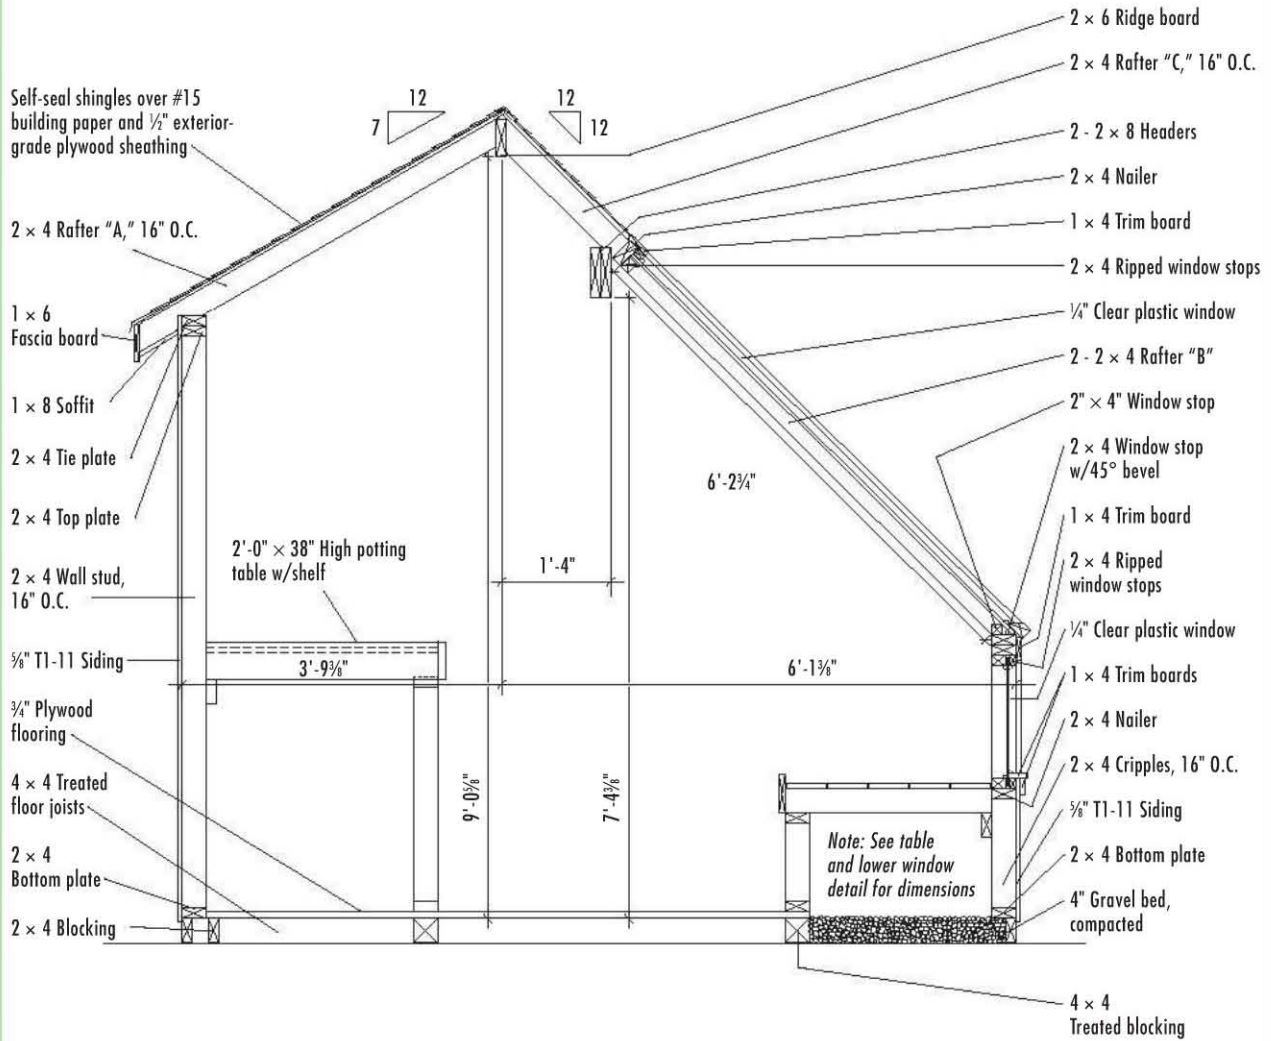 2 × 6 Ridge board
2 × 4 Rafter “C,” 16" O.C.
Self-seal shingles over #15
building paper and ½" exterior-
grade plywood sheathing
12
7
12
12
2 - 2 × 8 Headers
2 × 4 Nailer
1 × 4 Trim board
2 × 4 Ripped window stops
2 × 4 Rafter “A,” 16" O.C.
1 × 6
Fascia board
¼" Clear plastic window
2 - 2 × 4 Rafter “B”
1 × 8 Soffit
2" × 4" Window stop
2 × 4 Tie plate
2 × 4 Window stop
w/45° bevel
6'-2¾"
2 × 4 Top plate
1 × 4 Trim board
2'-0" × 38" High potting
table w/shelf
1'-4"
2 × 4 Ripped
window stops
2 × 4 Wall stud,
16" O.C.
¼" Clear plastic window
⅝" T1-11 Siding
3'-9⅜"
6'-1⅜"
1 × 4 Trim boards
¾" Plywood
flooring
2 × 4 Nailer
2 × 4 Cripples, 16" O.C.
4 × 4 Treated
floor joists
9'-0⅝"
7'-4⅜"
⅝" T1-11 Siding
Note: See table
and lower window
detail for dimensions
2 × 4
Bottom plate
2 × 4 Bottom plate
2 × 4 Blocking
4" Gravel bed,
compacted
4 × 4
Treated blocking